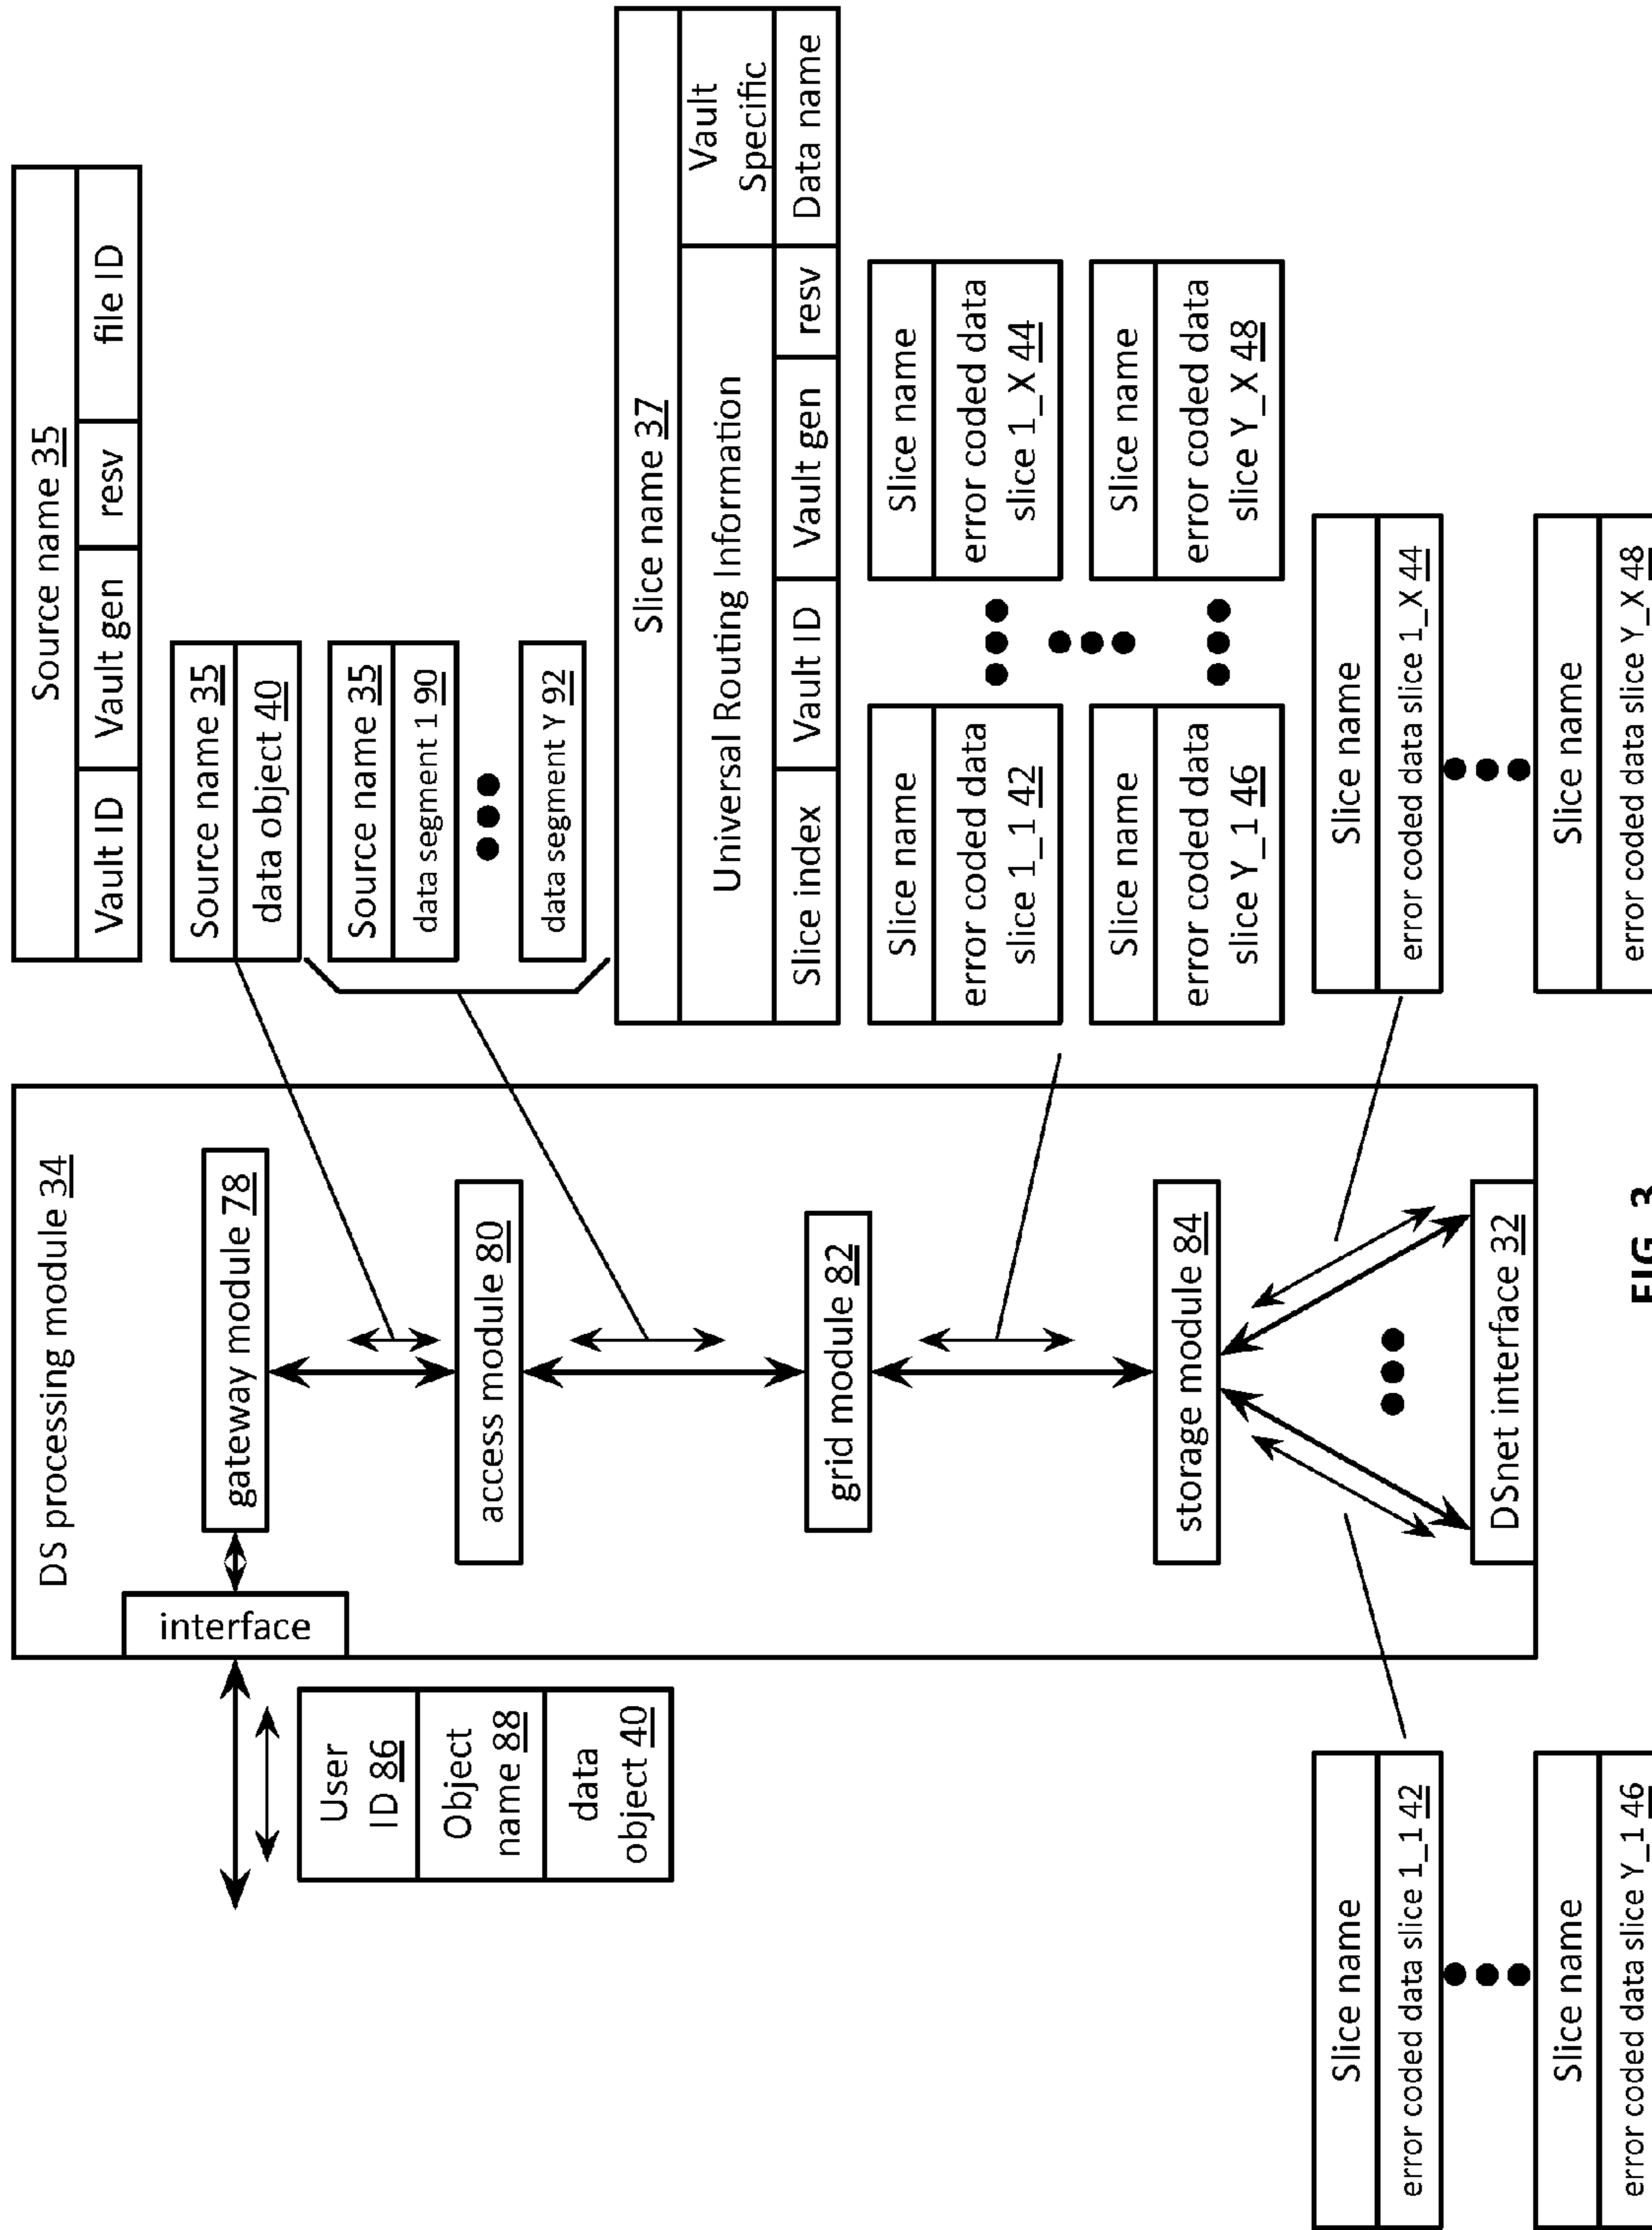 DS processing module 34
interface
gateway module 78
access module 80
grid module 82
storage module 84
DSnet interface 32
User
ID 86
Object
name 88
data
object 40
Source name 35
Vault ID
Vault gen
resv
file ID
Source name 35
data object 40
Source name 35
data segment 1 90
data segment Y 92
Slice name 37
Universal Routing Information
Vault
Specific
Slice index
Vault ID
Vault gen
resv
Data name
Slice name
error coded data
slice 1_1 42
Slice name
error coded data
slice 1_X 44
Slice name
error coded data
slice Y_1 46
Slice name
error coded data
slice Y_X 48
Slice name
error coded data slice 1_1 42
Slice name
error coded data slice Y_1 46
Slice name
error coded data slice 1_X 44
Slice name
error coded data slice Y_X 48
FIG. 3